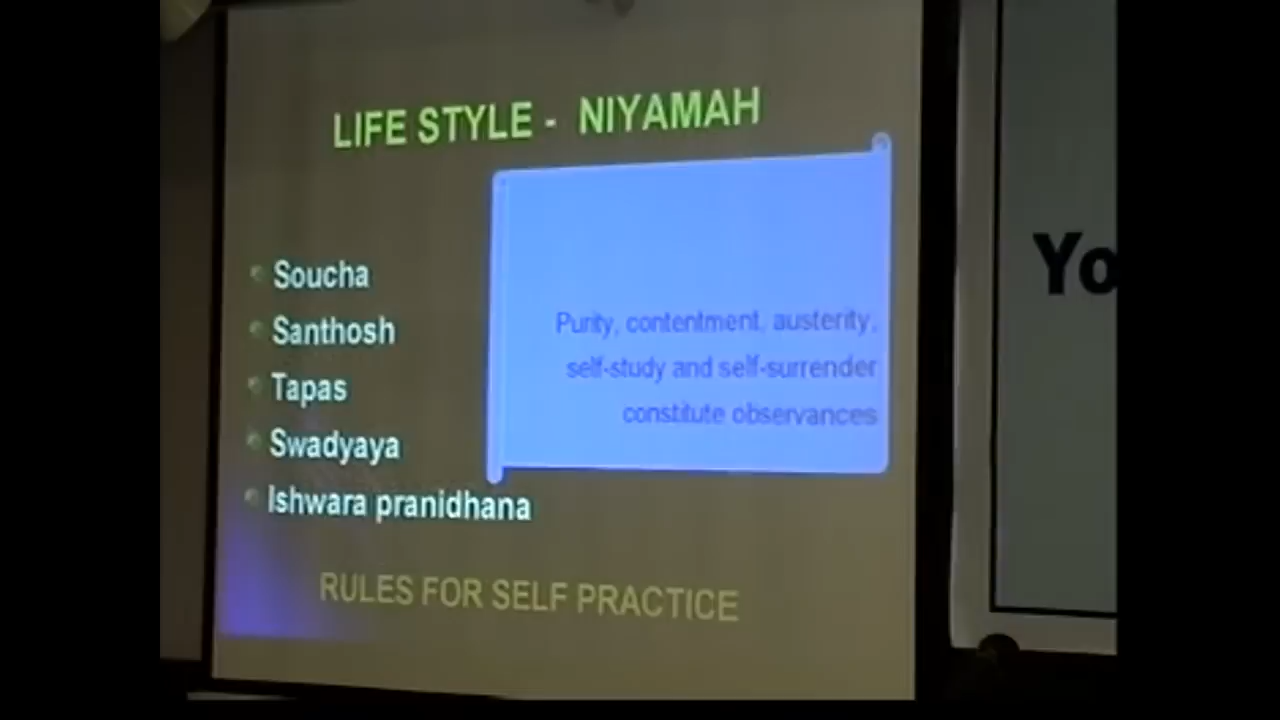 LIFE STYLE - NIYAMAH
Soucha
Santhosh
Tapas
Swadyaya
Ishwara pranidhana
Purity, contentment, austerity,
self-study and self-surrender
constitute observances
RULES FOR SELF PRACTICE
Yo